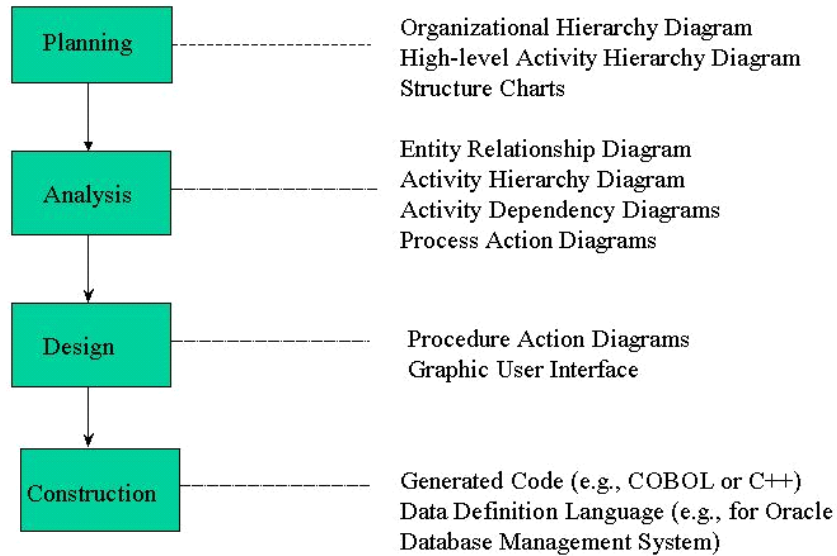 Planning
Organizational Hierarchy Diagram
High-level Activity Hierarchy Diagram
Structure Charts
Analysis
Entity Relationship Diagram
Activity Hierarchy Diagram
Activity Dependency Diagrams
Process Action Diagrams
Design
Procedure Action Diagrams
Graphic User Interface
Construction
Generated Code (e.g., COBOL or C++)
Data Definition Language (e.g., for Oracle
Database Management System)